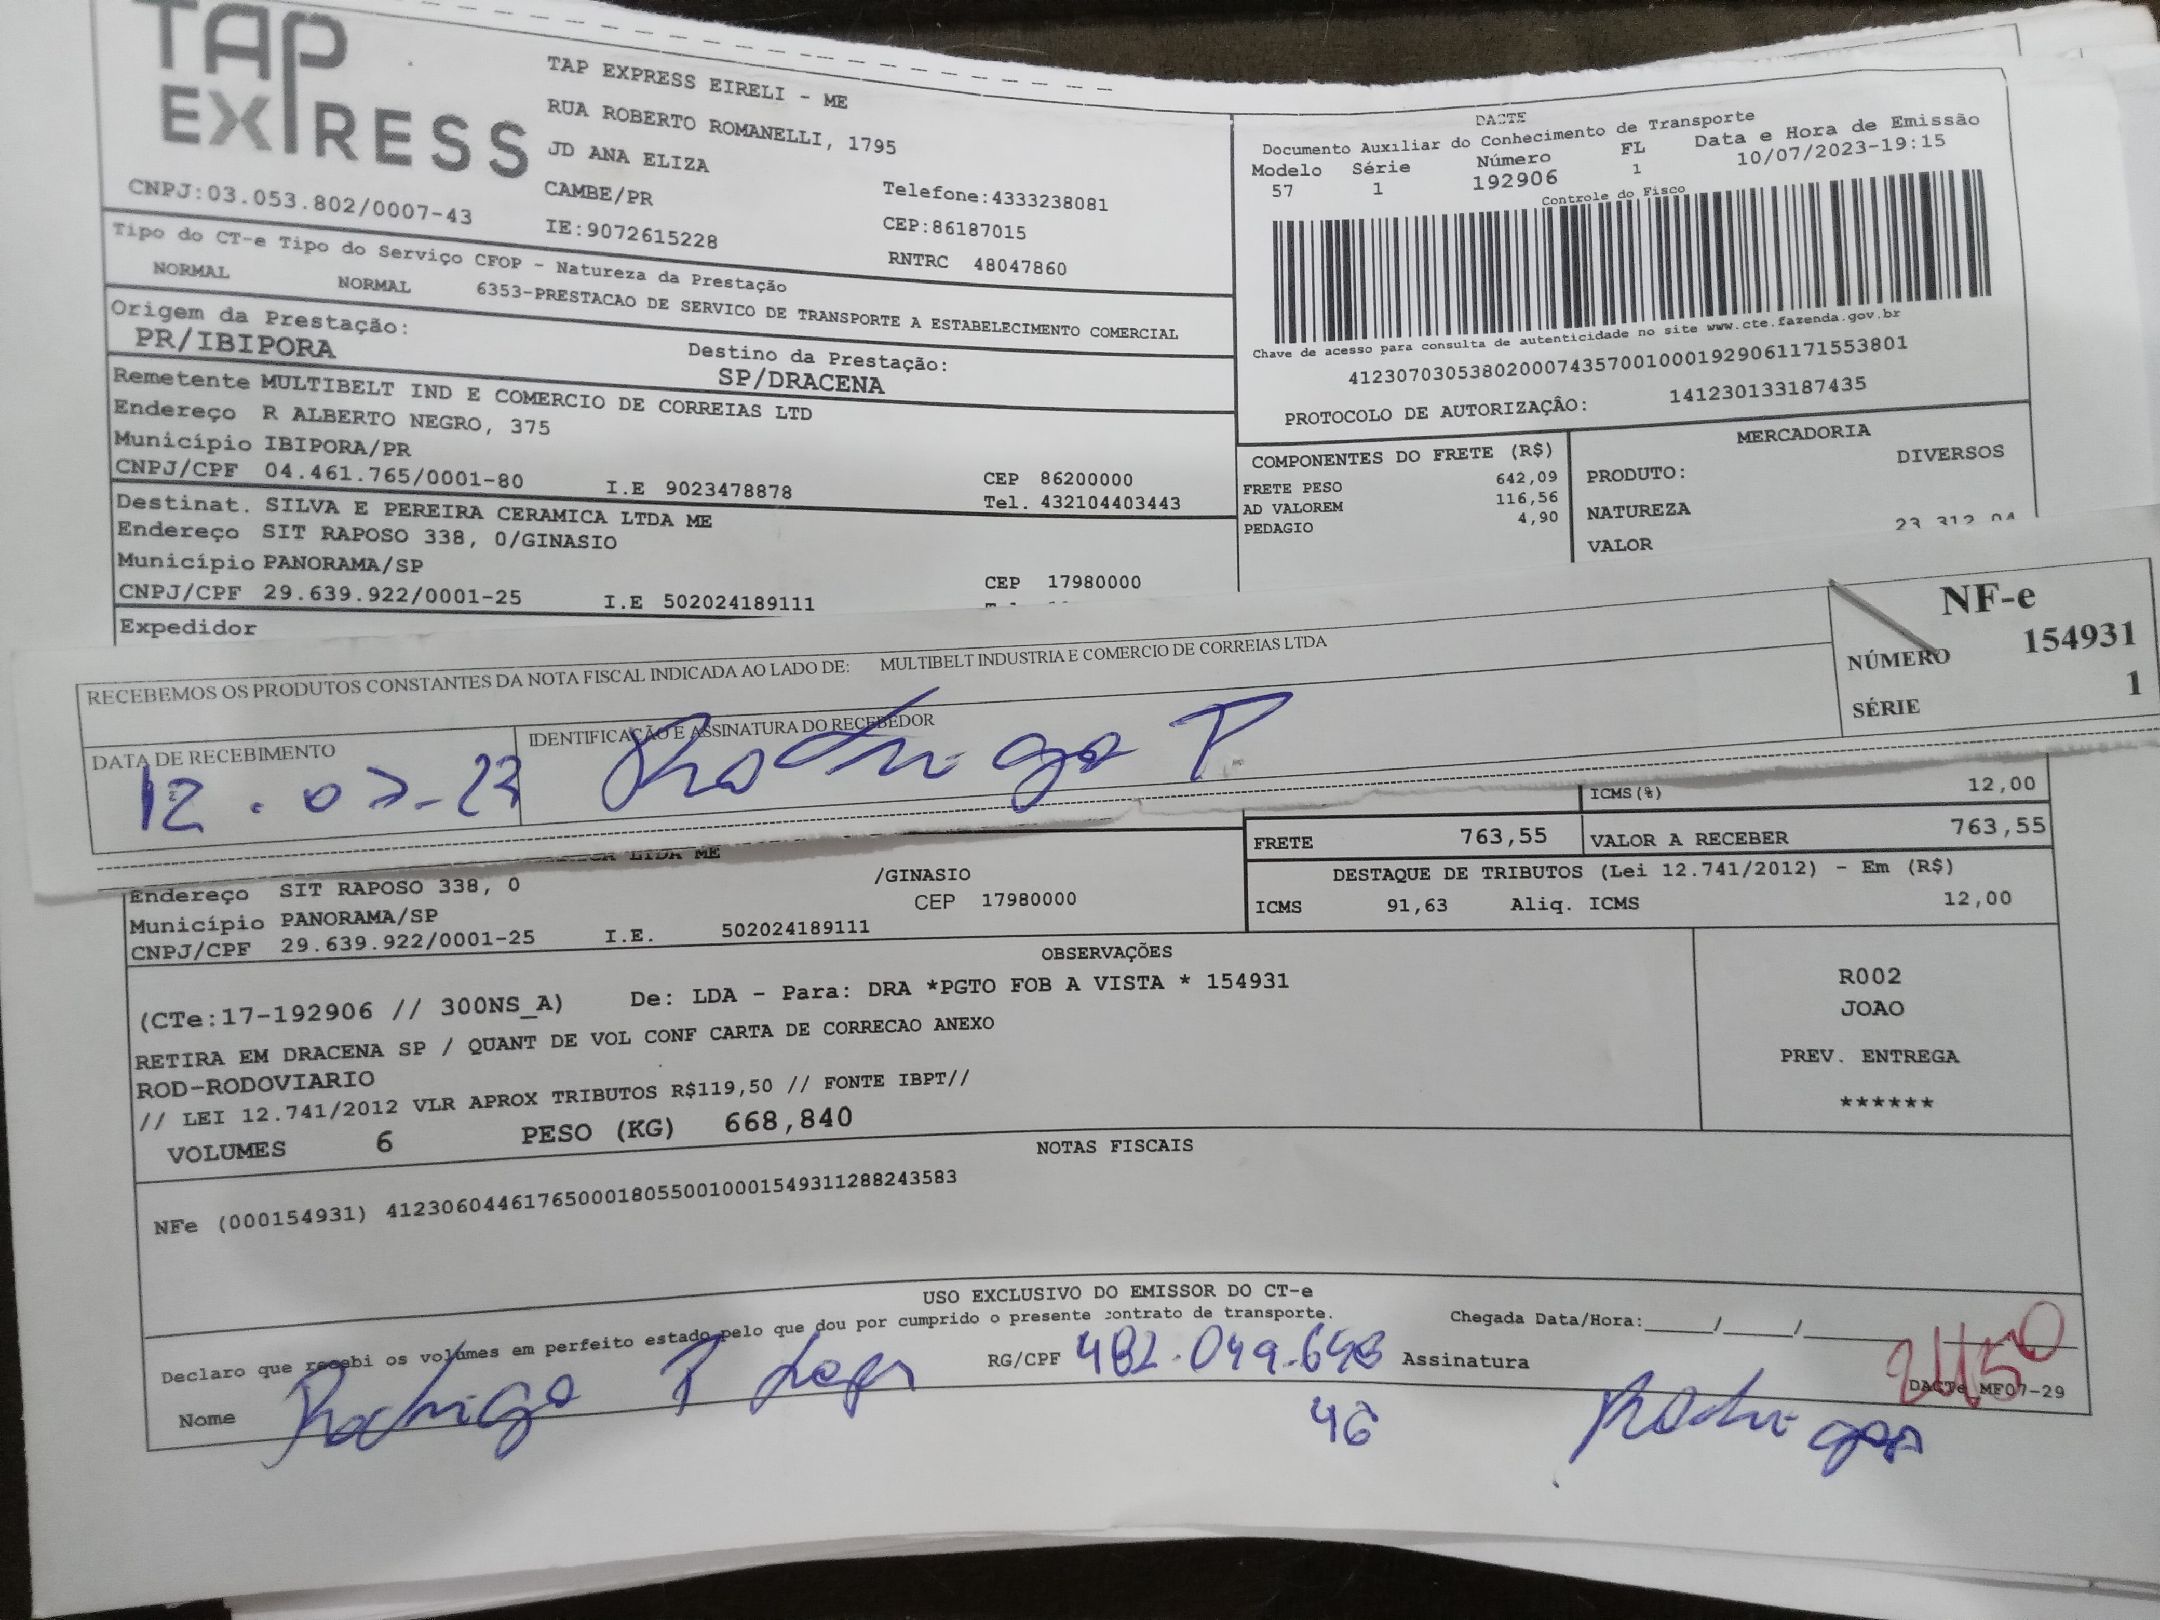 TAP
EXPRESS
CNPJ:03.053.802/0007-43
TAP EXPRESS EIRELI - ME
RUA ROBERTO ROMANELLI, 1795
JD ANA ELIZA
CAMBE/PR
IE:9072615228
Telefone:4333238081
CEP:86187015
RNTRC 48047860
Tipo do CT-e Tipo do Serviço CFOP - Natureza da Prestação
NORMAL NORMAL 6353-PRESTACAO DE SERVICO DE TRANSPORTE A ESTABELECIMENTO COMERCIAL
Origem da Prestação:
PR/IBIPORA
Destino da Prestação:
SP/DRACENA
Remetente MULTIBELT IND E COMERCIO DE CORREIAS LTD
Endereço R ALBERTO NEGRO, 375
Município IBIPORA/PR CEP 86200000
CNPJ/CPF 04.461.765/0001-80 I.E 9023478878 Tel. 432104403443
Destinat. SILVA E PEREIRA CERAMICA LTDA ME
Endereço SIT RAPOSO 338, 0/GINASIO
Município PANORAMA/SP CEP 17980000
CNPJ/CPF 29.639.922/0001-25 I.E 502024189111
Expedidor
DACTE
Documento Auxiliar do Conhecimento de Transporte
Modelo Série Número FL Data e Hora de Emissão
57 1 192906 1 10/07/2023-19:15
Controle do Fisco
Chave de acesso para consulta de autenticidade no site www.cte.fazenda.gov.br
41230703053802000743570010001929061171553801
PROTOCOLO DE AUTORIZAÇÃO: 141230133187435
COMPONENTES DO FRETE (R$)
FRETE PESO 642,09
AD VALOREM 116,56
PEDAGIO 4,90
MERCADORIA
PRODUTO: DIVERSOS
NATUREZA
VALOR 23.312,04
RECEBEMOS OS PRODUTOS CONSTANTES DA NOTA FISCAL INDICADA AO LADO DE: MULTIBELT INDUSTRIA E COMERCIO DE CORREIAS LTDA
DATA DE RECEBIMENTO
12.07-23
IDENTIFICAÇÃO E ASSINATURA DO RECEBEDOR
Rodrigo P
NF-e
NÚMERO 154931
SÉRIE 1
LTDA ME
Endereço SIT RAPOSO 338, 0 /GINASIO
Município PANORAMA/SP CEP 17980000
CNPJ/CPF 29.639.922/0001-25 I.E. 502024189111
ICMS(%) 12,00
FRETE 763,55 VALOR A RECEBER 763,55
DESTAQUE DE TRIBUTOS (Lei 12.741/2012) - Em (R$)
ICMS 91,63 Aliq. ICMS 12,00
OBSERVAÇÕES
(CTe:17-192906 // 300NS_A) De: LDA - Para: DRA *PGTO FOB A VISTA * 154931
RETIRA EM DRACENA SP / QUANT DE VOL CONF CARTA DE CORRECAO ANEXO
ROD-RODOVIARIO
// LEI 12.741/2012 VLR APROX TRIBUTOS R$119,50 // FONTE IBPT//
VOLUMES 6 PESO (KG) 668,840
R002
JOAO
PREV. ENTREGA
******
NOTAS FISCAIS
NFe (000154931) 41230604461765000180550010001549311288243583
USO EXCLUSIVO DO EMISSOR DO CT-e
Declaro que recebi os volumes em perfeito estado pelo que dou por cumprido o presente contrato de transporte.
Chegada Data/Hora:_____/_____/
Nome Rodrigo P
RG/CPF 482.049.648
46
Assinatura Rodrigo
DACTe MF07-29